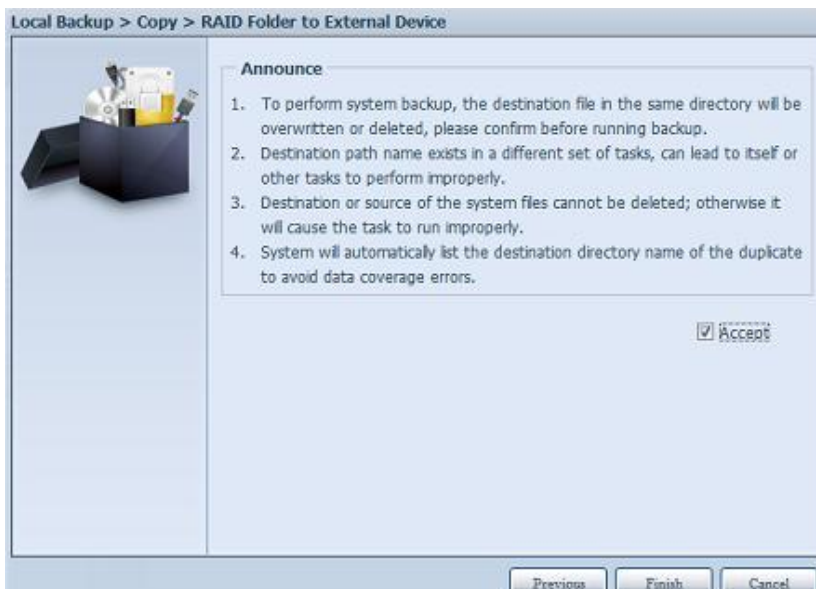 Local Backup > Copy > RAID Folder to External Device
Announce
1. To perform system backup, the destination file in the same directory will be
overwritten or deleted, please confirm before running backup.
2. Destination path name exists in a different set of tasks, can lead to itself or
other tasks to perform improperly.
3. Destination or source of the system files cannot be deleted; otherwise it
will cause the task to run improperly.
4. System will automatically list the destination directory name of the duplicate
to avoid data coverage errors.
Accept
Previous Finish Cancel